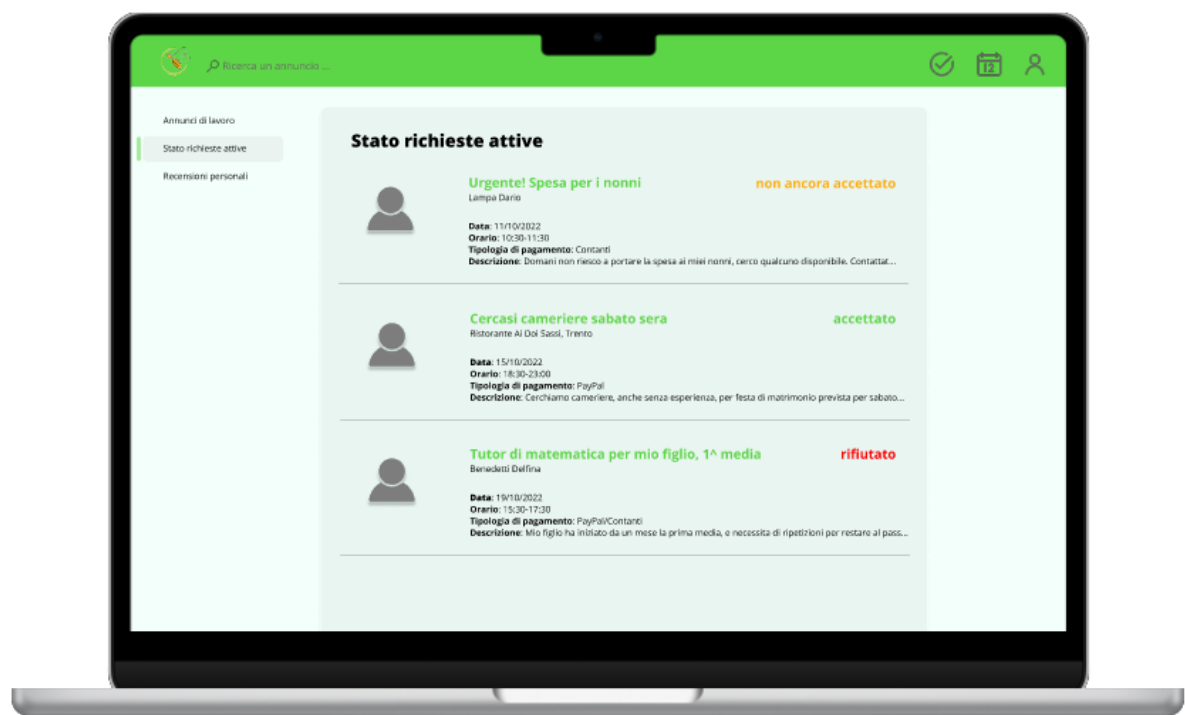 Ricerca un annuncio ...
12
Annunci di lavoro
Stato richieste attive
Recensioni personali
Stato richieste attive
Urgente! Spesa per i nonni
non ancora accettato
Lampa Dario
Data: 11/10/2022
Orario: 10:30-11:30
Tipologia di pagamento: Contanti
Descrizione: Domani non riesco a portare la spesa ai miei nonni, cerco qualcuno disponibile. Contattat...
Cercasi cameriere sabato sera
accettato
Ristorante Ai Doi Sassi, Trento
Data: 15/10/2022
Orario: 18:30-23:00
Tipologia di pagamento: PayPal
Descrizione: Cerchiamo cameriere, anche senza esperienza, per festa di matrimonio prevista per sabato...
Tutor di matematica per mio figlio, 1^ media
rifiutato
Benedetti Delfina
Data: 19/10/2022
Orario: 15:30-17:30
Tipologia di pagamento: PayPal/Contanti
Descrizione: Mio figlio ha iniziato da un mese la prima media, e necessita di ripetizioni per restare al pass...